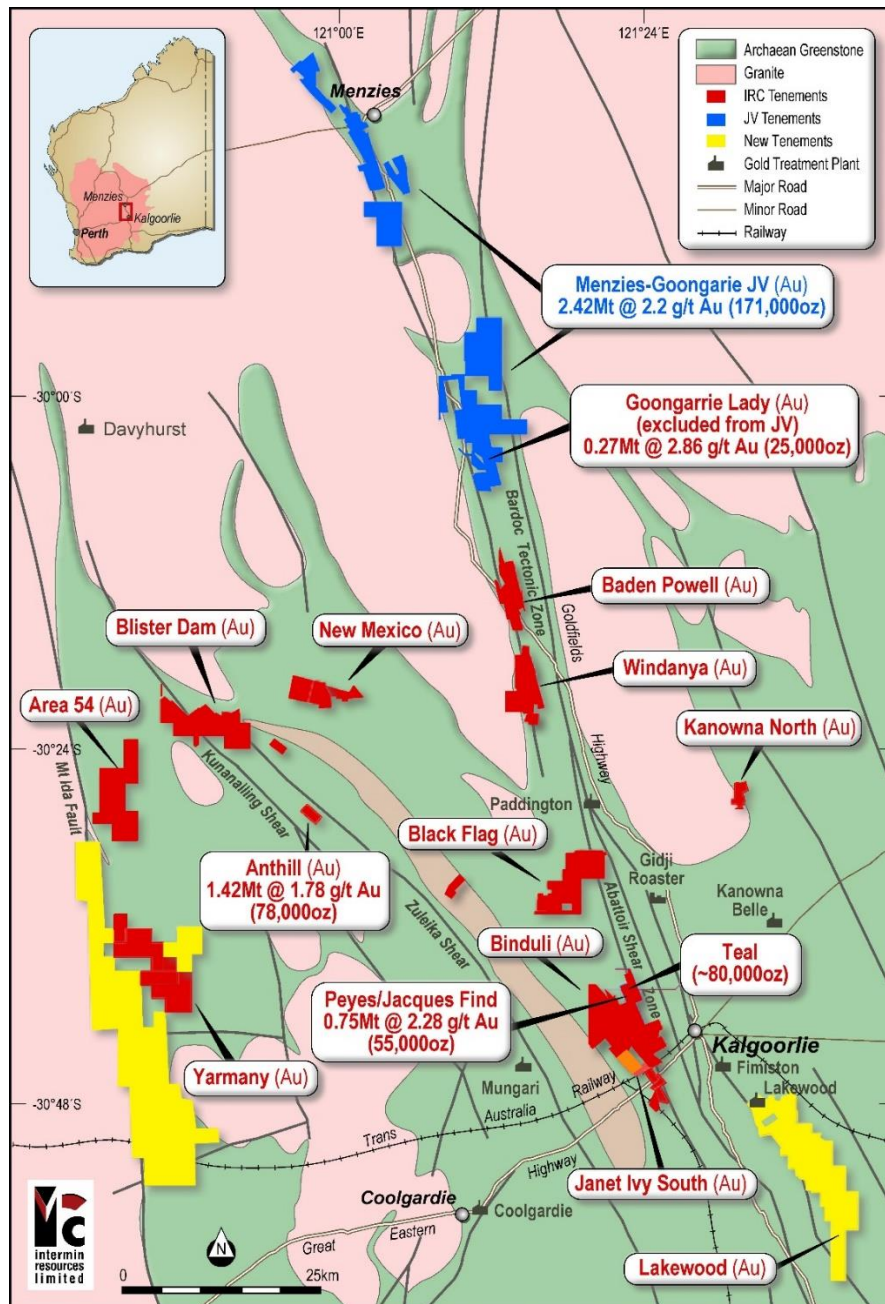 121°00'
121°24'
Menzies
Archaean Greenstone
Granite
IRC Tenements
JV Tenements
New Tenements
Gold Treatment Plant
Major Road
Minor Road
Railway
Menzies
Kalgoorlie
Perth
Menzies-Goongarie JV (Au)
2.42Mt @ 2.2 g/t Au (171,000oz)
-30°00´S
Davyhurst
Goongarrie Lady (Au)
(excluded from JV)
0.27Mt @ 2.86 g/t Au (25,000oz)
Bardoc Tectonic Zone
Baden Powell (Au)
Goldfields
Highway
Blister Dam (Au)
New Mexico (Au)
Windanya (Au)
Area 54 (Au)
Kanowna North (Au)
-30°24´S
Mt Ida Fault
Kunanalling Shear
Paddington
Black Flag (Au)
Anthill (Au)
1.42Mt @ 1.78 g/t Au
(78,000oz)
Zuleika Shear
Abattoir Shear
Zone
Gidji
Roaster
Kanowna
Belle
Binduli (Au)
Teal
(~80,000oz)
Peyes/Jacques Find
0.75Mt @ 2.28 g/t Au
(55,000oz)
Kalgoorlie
Yarmany (Au)
Mungari
Fimiston
Lakewood
-30°48´S
Trans
Australia
Railway
Janet Ivy South (Au)
Coolgardie
Coolgardie
Great
Eastern
Highway
Lakewood (Au)
intermin
resources
limited
N
0
25km